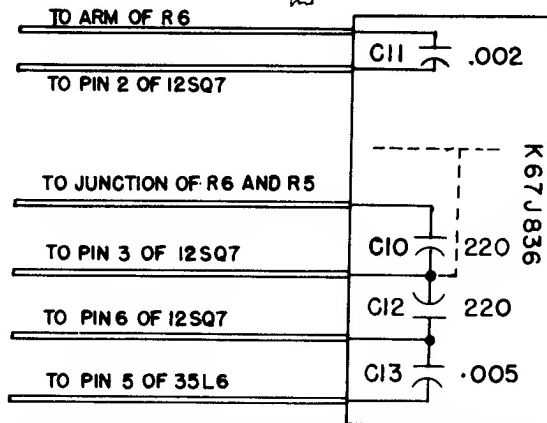 TO ARM OF R6
C11 .002
TO PIN 2 OF 12SQ7
K67J836
TO JUNCTION OF R6 AND R5
TO PIN 3 OF 12SQ7
C10 220
C12 220
TO PIN 6 OF 12SQ7
C13 .005
TO PIN 5 OF 35L6